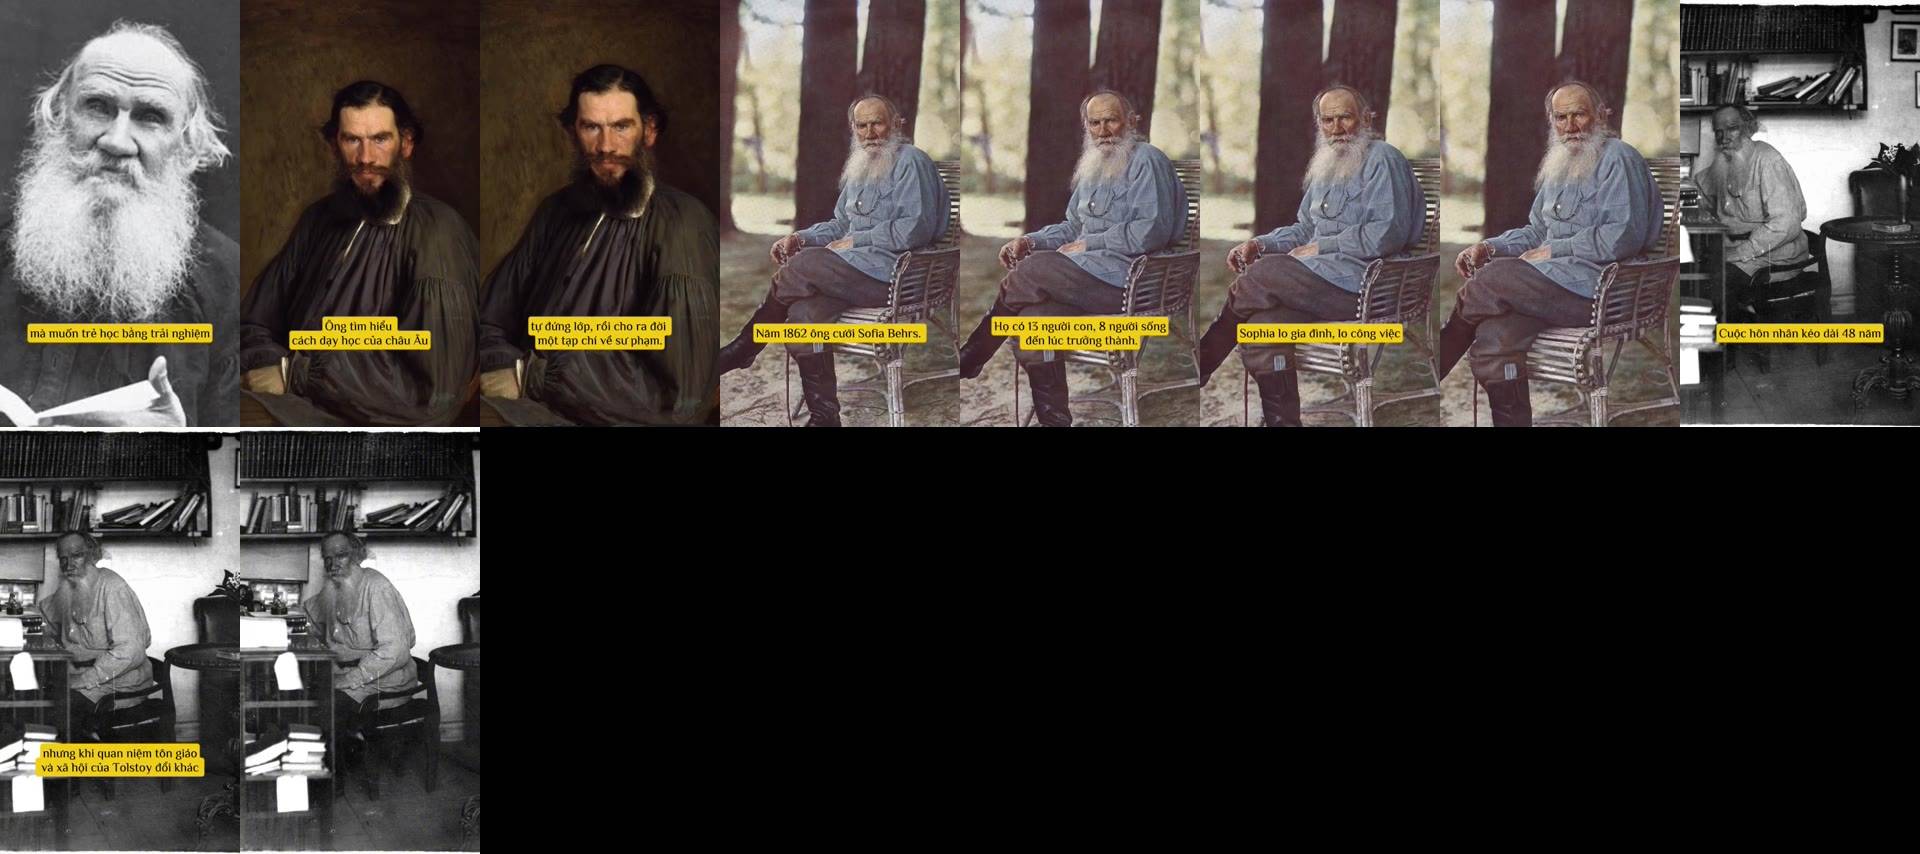 mà muốn trẻ học bằng trải nghiệm
Ông tìm hiểu
cách dạy học của châu Âu
tự đứng lớp, rồi cho ra đời
một tạp chí về sư phạm.
Năm 1862 ông cưới Sofia Behrs.
Họ có 13 người con, 8 người sống
đến lúc trưởng thành.
Sophia lo gia đình, lo công việc
Cuộc hôn nhân kéo dài 48 năm
nhưng khi quan niệm tôn giáo
và xã hội của Tolstoy đổi khác